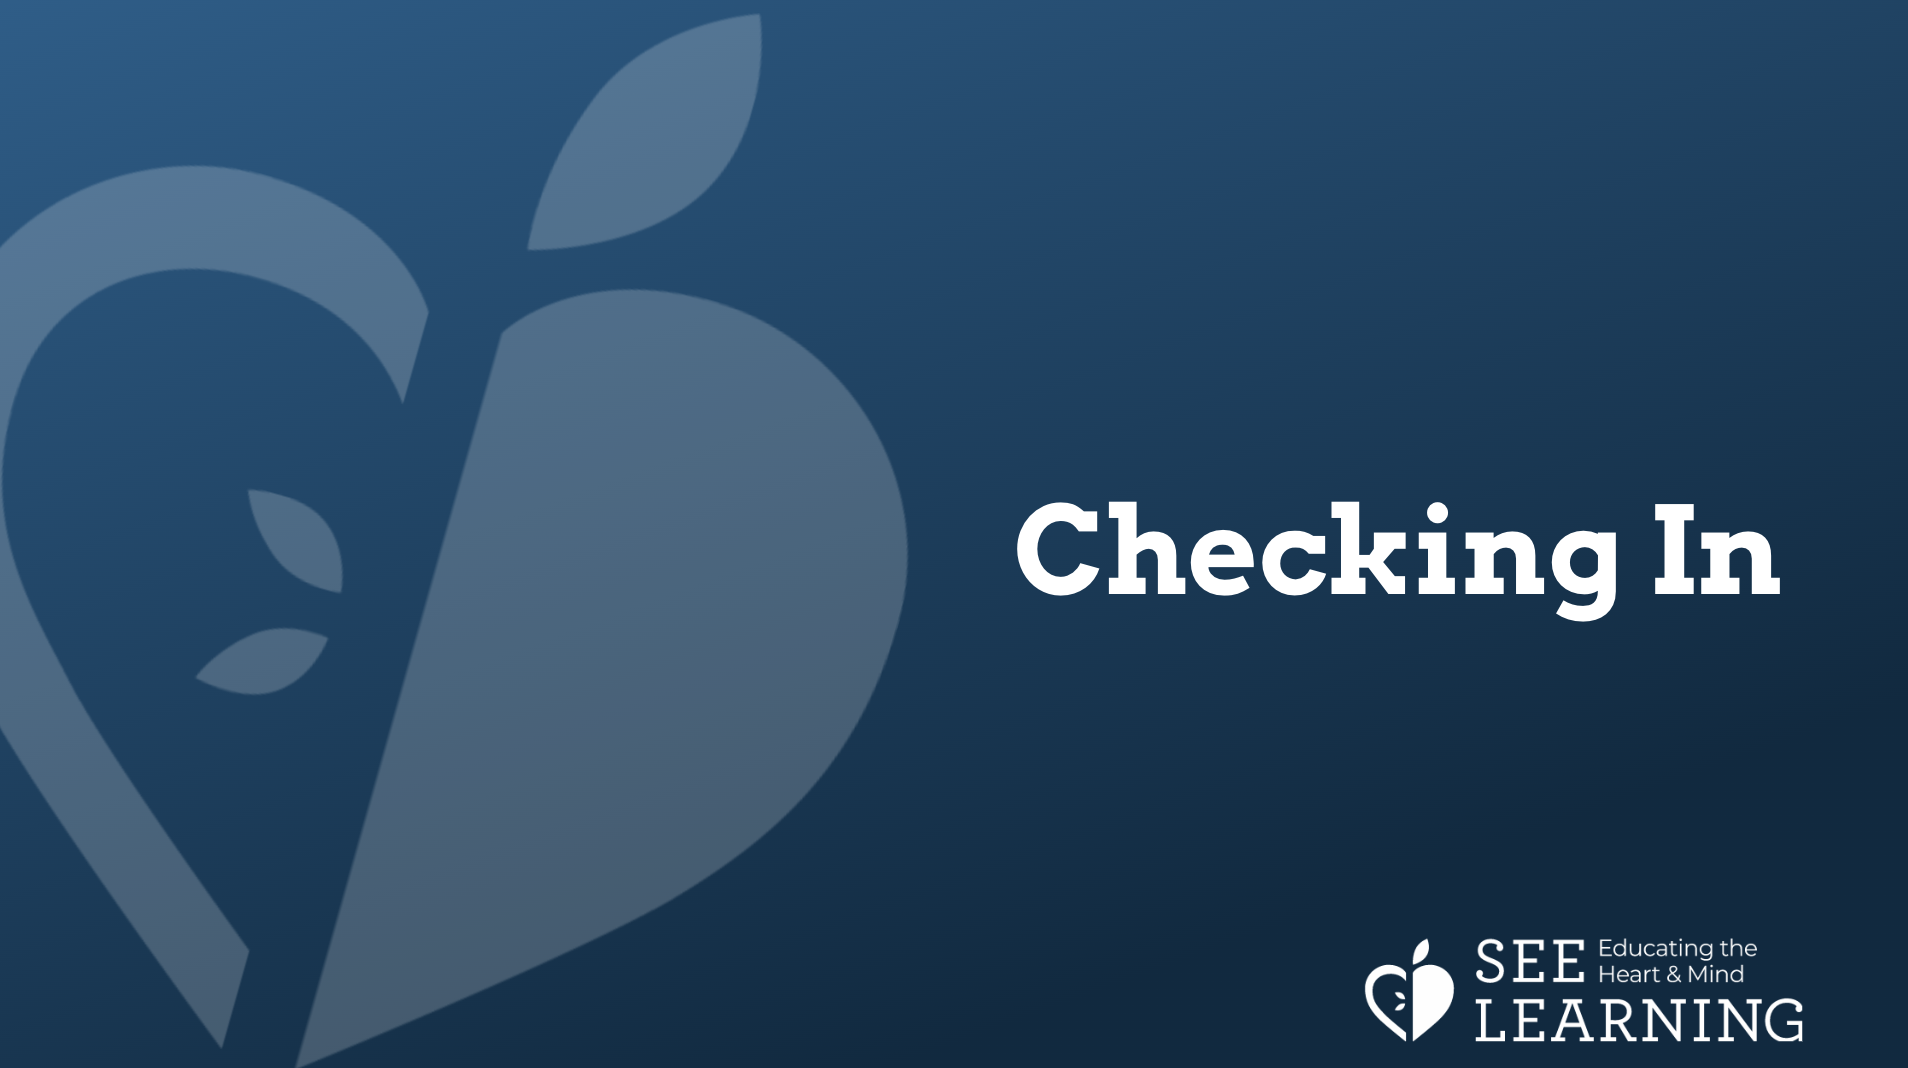 Checking In
SEE Educating the
Heart & Mind
LEARNING